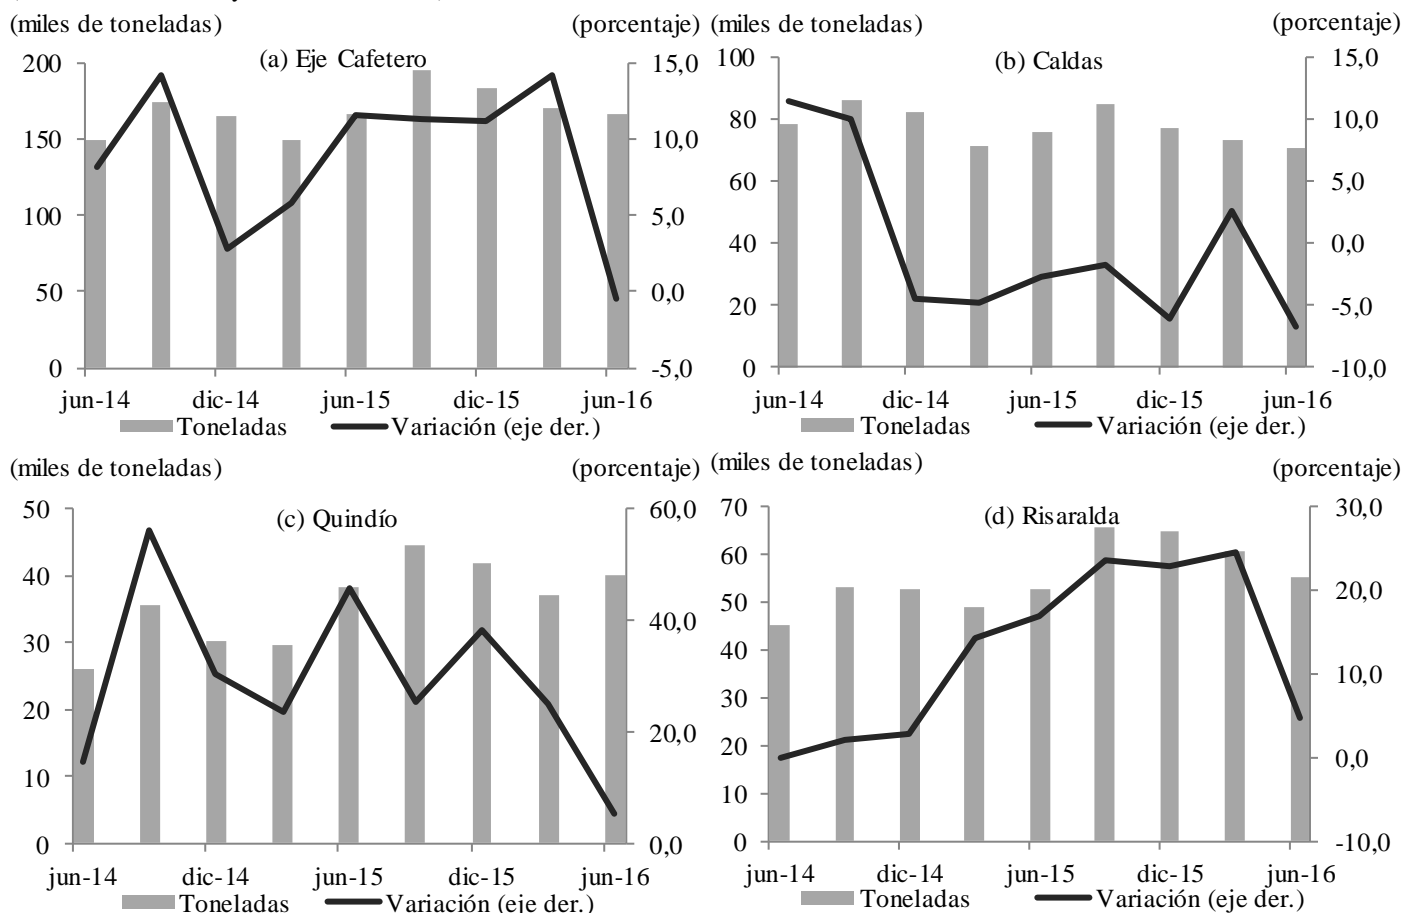 (miles de toneladas) (porcentaje)
(a) Eje Cafetero
200 15,0
150 10,0
100 5,0
50 0,0
0 -5,0
jun-14 dic-14 jun-15 dic-15 jun-16
Toneladas Variación (eje der.)
(miles de toneladas) (porcentaje)
(b) Caldas
100 15,0
80 10,0
60 5,0
40 0,0
20 -5,0
0 -10,0
jun-14 dic-14 jun-15 dic-15 jun-16
Toneladas Variación (eje der.)
(miles de toneladas) (porcentaje)
(c) Quindío
50 60,0
40 40,0
30
20 20,0
10
0 0,0
jun-14 dic-14 jun-15 dic-15 jun-16
Toneladas Variación (eje der.)
(miles de toneladas) (porcentaje)
(d) Risaralda
70 30,0
60
50 20,0
40 10,0
30
20 0,0
10
0 -10,0
jun-14 dic-14 jun-15 dic-15 jun-16
Toneladas Variación (eje der.)